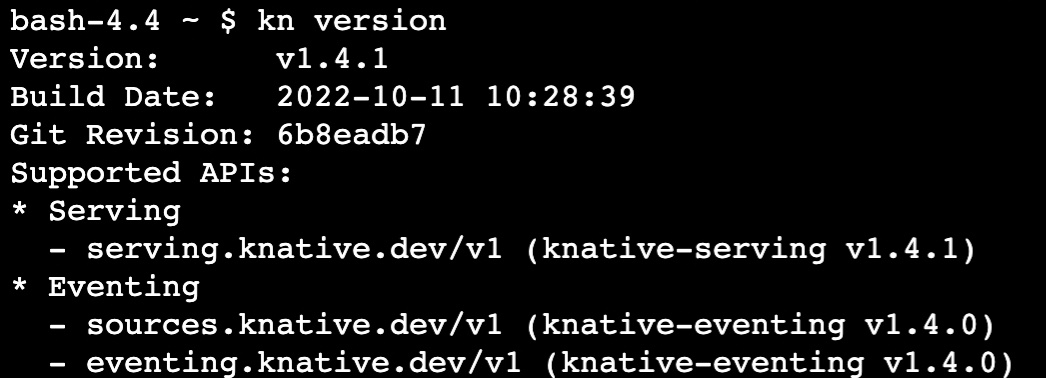 bash-4.4 ~ $ kn version
Version:      v1.4.1
Build Date:   2022-10-11 10:28:39
Git Revision: 6b8eadb7
Supported APIs:
* Serving
  - serving.knative.dev/v1 (knative-serving v1.4.1)
* Eventing
  - sources.knative.dev/v1 (knative-eventing v1.4.0)
  - eventing.knative.dev/v1 (knative-eventing v1.4.0)